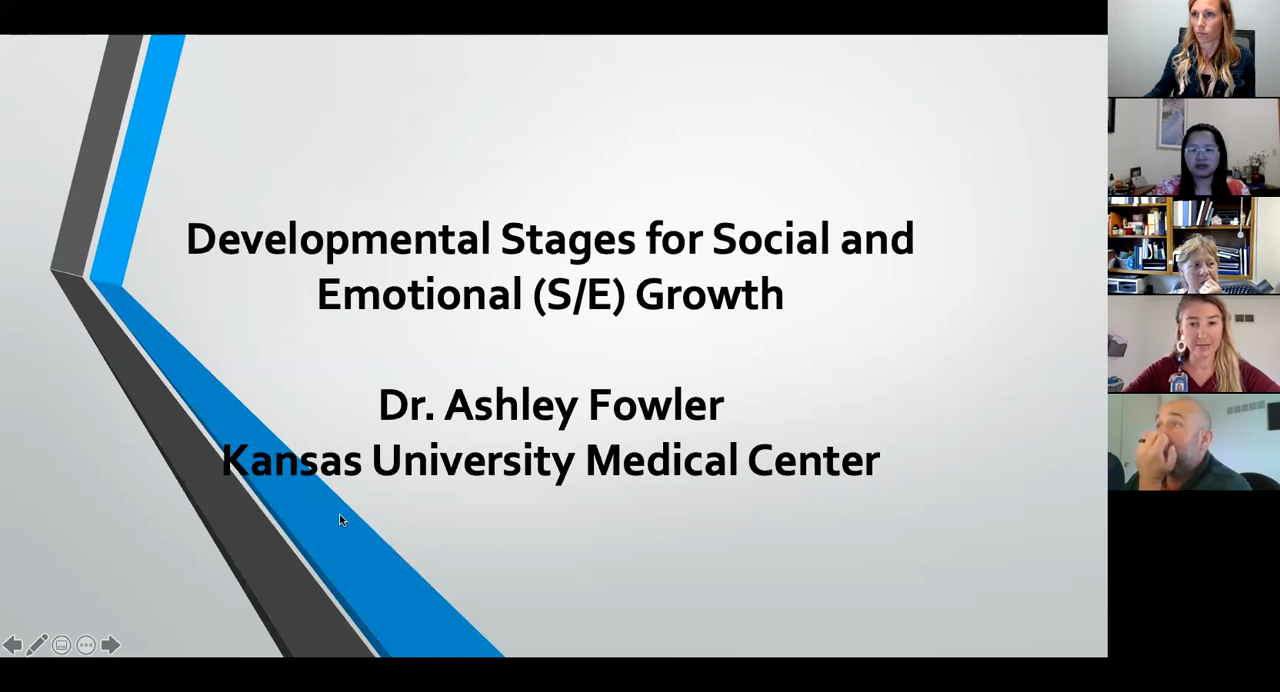 Developmental Stages for Social and
Emotional (S/E) Growth
Dr. Ashley Fowler
Kansas University Medical Center